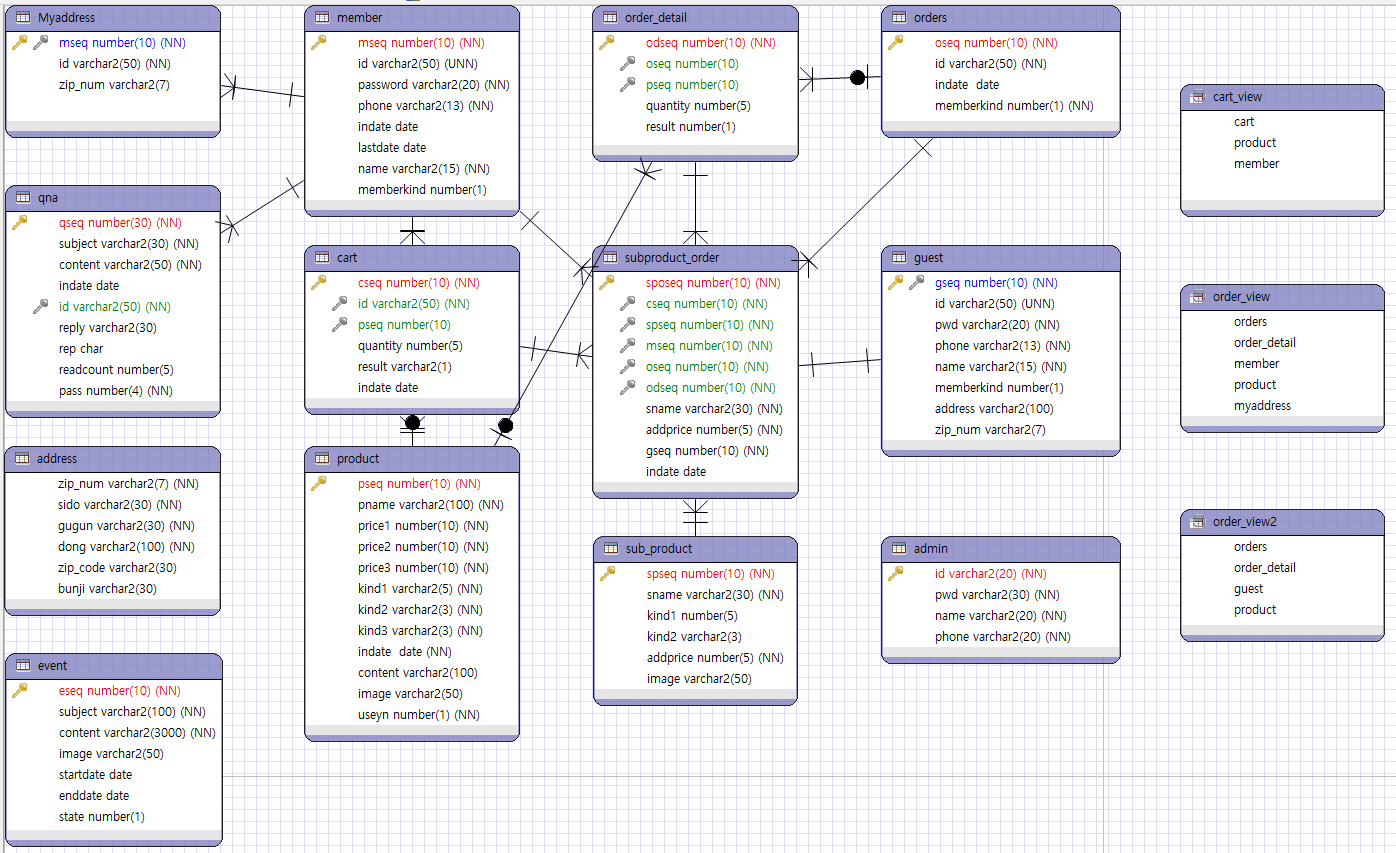 Myaddress
mseq number(10) (NN)
id varchar2(50) (NN)
zip_num varchar2(7)
member
mseq number(10) (NN)
id varchar2(50) (UNN)
password varchar2(20) (NN)
phone varchar2(13) (NN)
indate date
lastdate date
name varchar2(15) (NN)
memberkind number(1)
order_detail
odseq number(10) (NN)
oseq number(10)
pseq number(10)
quantity number(5)
result number(1)
orders
oseq number(10) (NN)
id varchar2(50) (NN)
indate  date
memberkind number(1) (NN)
cart_view
cart
product
member
qna
qseq number(30) (NN)
subject varchar2(30) (NN)
content varchar2(50) (NN)
indate date
id varchar2(50) (NN)
reply varchar2(30)
rep char
readcount number(5)
pass number(4) (NN)
cart
cseq number(10) (NN)
id varchar2(50) (NN)
pseq number(10)
quantity number(5)
result varchar2(1)
indate date
subproduct_order
sposeq number(10) (NN)
cseq number(10) (NN)
spseq number(10) (NN)
mseq number(10) (NN)
oseq number(10) (NN)
odseq number(10) (NN)
sname varchar2(30) (NN)
addprice number(5) (NN)
gseq number(10) (NN)
indate date
guest
gseq number(10) (NN)
id varchar2(50) (UNN)
pwd varchar2(20) (NN)
phone varchar2(13) (NN)
name varchar2(15) (NN)
memberkind number(1)
address varchar2(100)
zip_num varchar2(7)
order_view
orders
order_detail
member
product
myaddress
address
zip_num varchar2(7) (NN)
sido varchar2(30) (NN)
gugun varchar2(30) (NN)
dong varchar2(100) (NN)
zip_code varchar2(30)
bunji varchar2(30)
product
pseq number(10) (NN)
pname varchar2(100) (NN)
price1 number(10) (NN)
price2 number(10) (NN)
price3 number(10) (NN)
kind1 varchar2(5) (NN)
kind2 varchar2(3) (NN)
kind3 varchar2(3) (NN)
indate  date (NN)
content varchar2(100)
image varchar2(50)
useyn number(1) (NN)
sub_product
spseq number(10) (NN)
sname varchar2(30) (NN)
kind1 number(5)
kind2 varchar2(3)
addprice number(5) (NN)
image varchar2(50)
admin
id varchar2(20) (NN)
pwd varchar2(30) (NN)
name varchar2(20) (NN)
phone varchar2(20) (NN)
order_view2
orders
order_detail
guest
product
event
eseq number(10) (NN)
subject varchar2(100) (NN)
content varchar2(3000) (NN)
image varchar2(50)
startdate date
enddate date
state number(1)